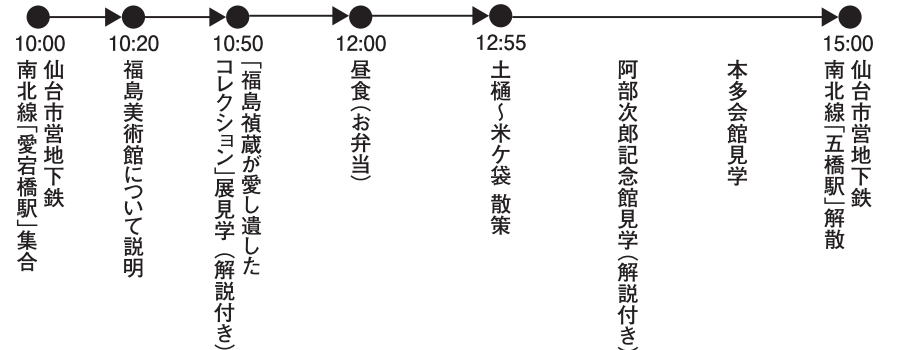 10:00
仙台市営地下鉄
南北線「愛宕橋駅」集合
10:20
福島美術館について説明
10:50
「福島禎蔵が愛し遺した
コレクション」展見学（解説付き）
12:00
昼食（お弁当）
12:55
土樋～米ケ袋 散策
阿部次郎記念館見学（解説付き）
本多会館見学
15:00
仙台市営地下鉄
南北線「五橋駅」解散